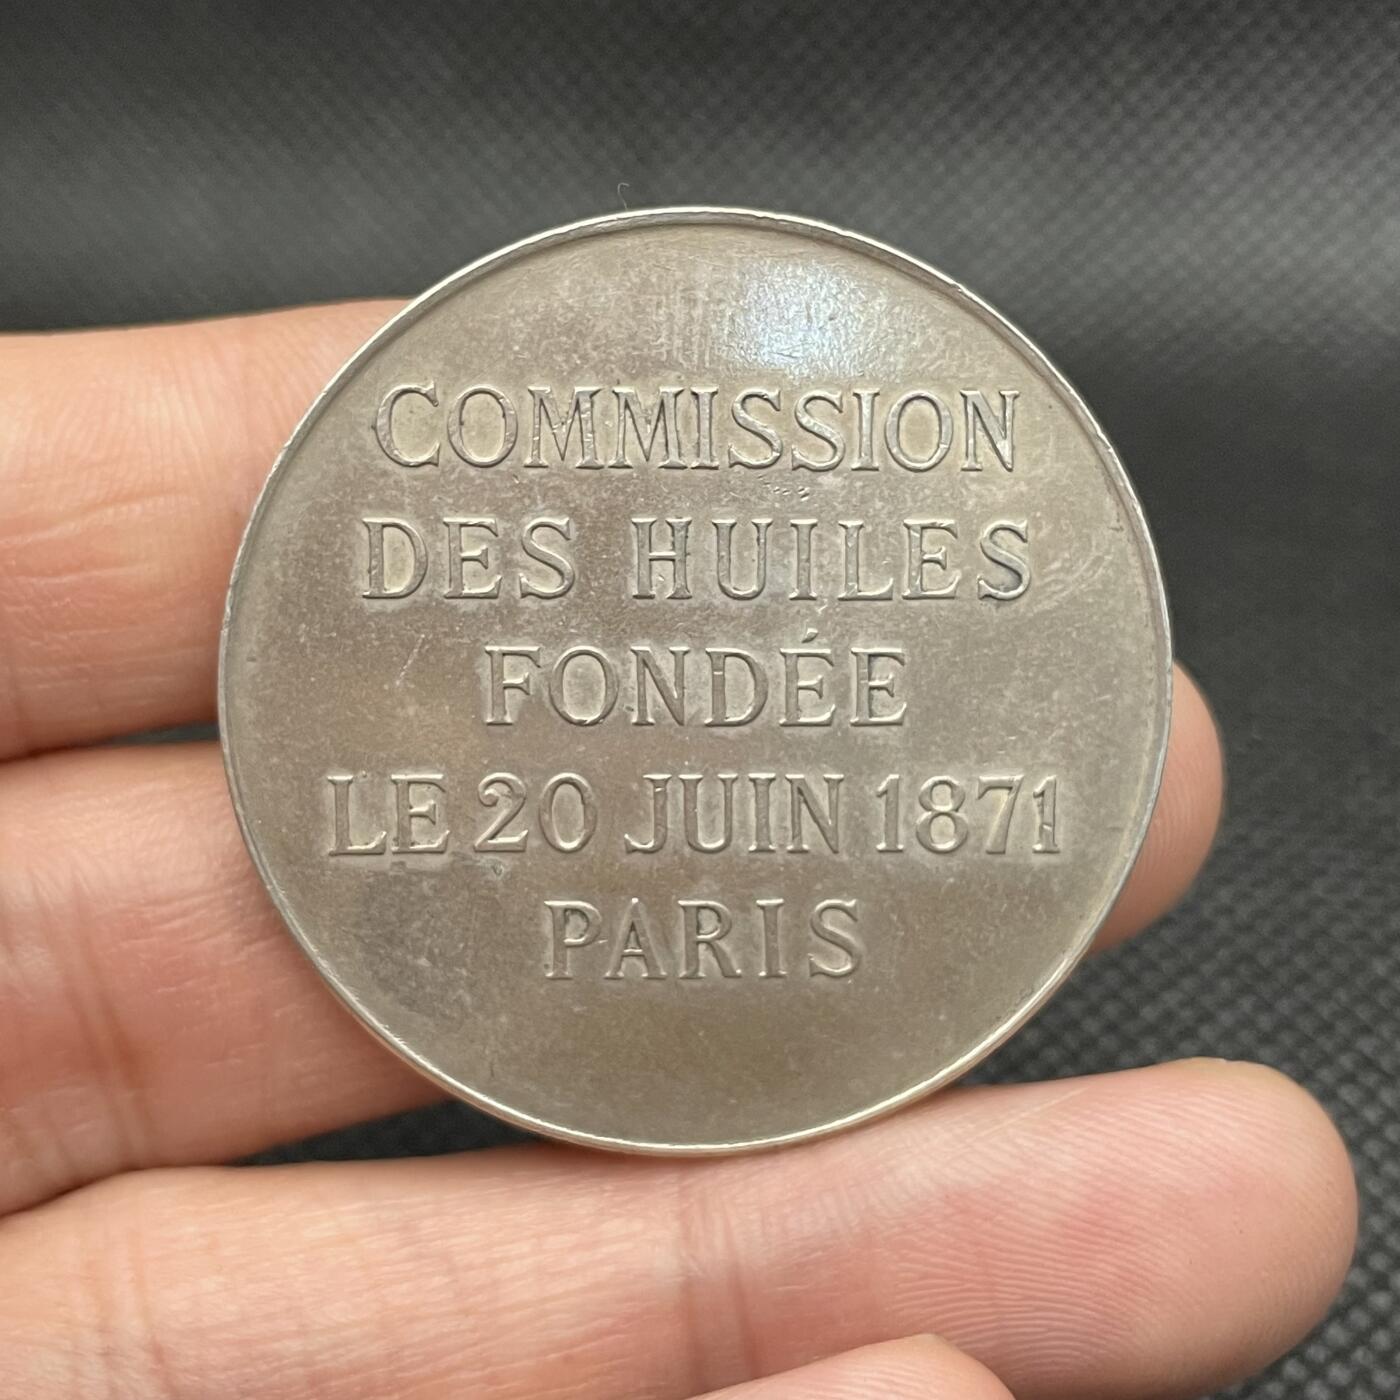 COMMISSION
DES HUILES
FONDÉE
LE 20 JUIN 1871
PARIS